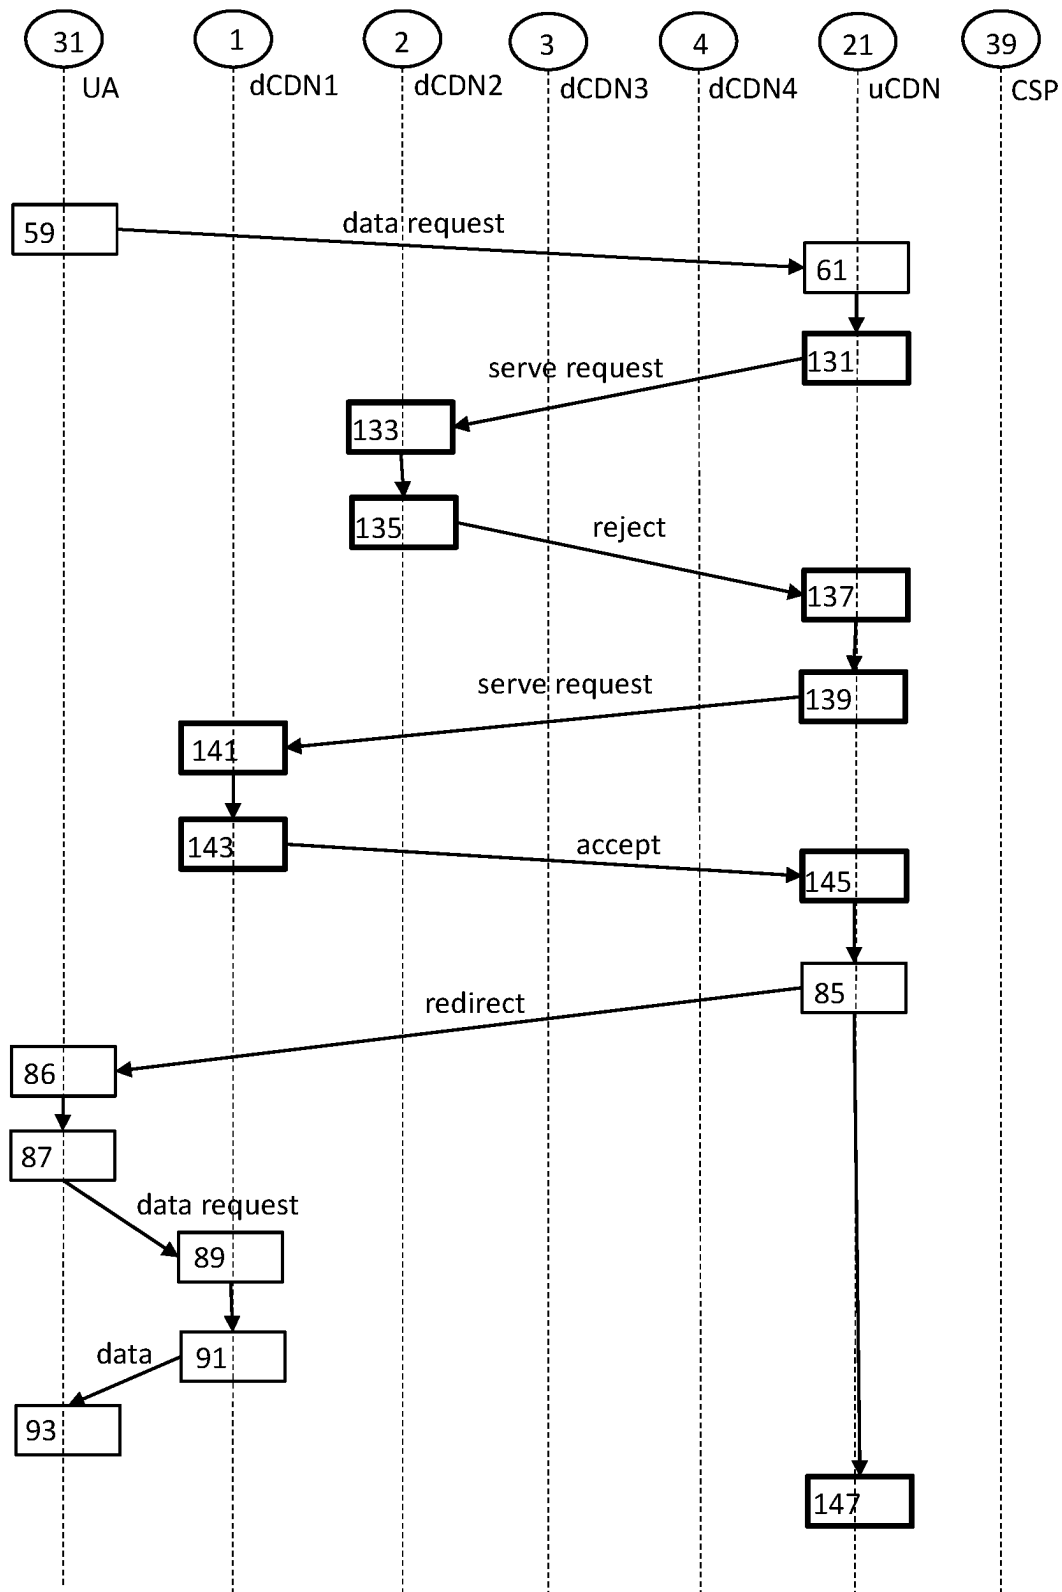 31 1 2 3 4 21 39
UA dCDN1 dCDN2 dCDN3 dCDN4 uCDN CSP
59
data request
61
131
serve request
133
135
reject
137
139
serve request
141
143
accept
145
85
redirect
86
87
data request
89
91
data
93
147